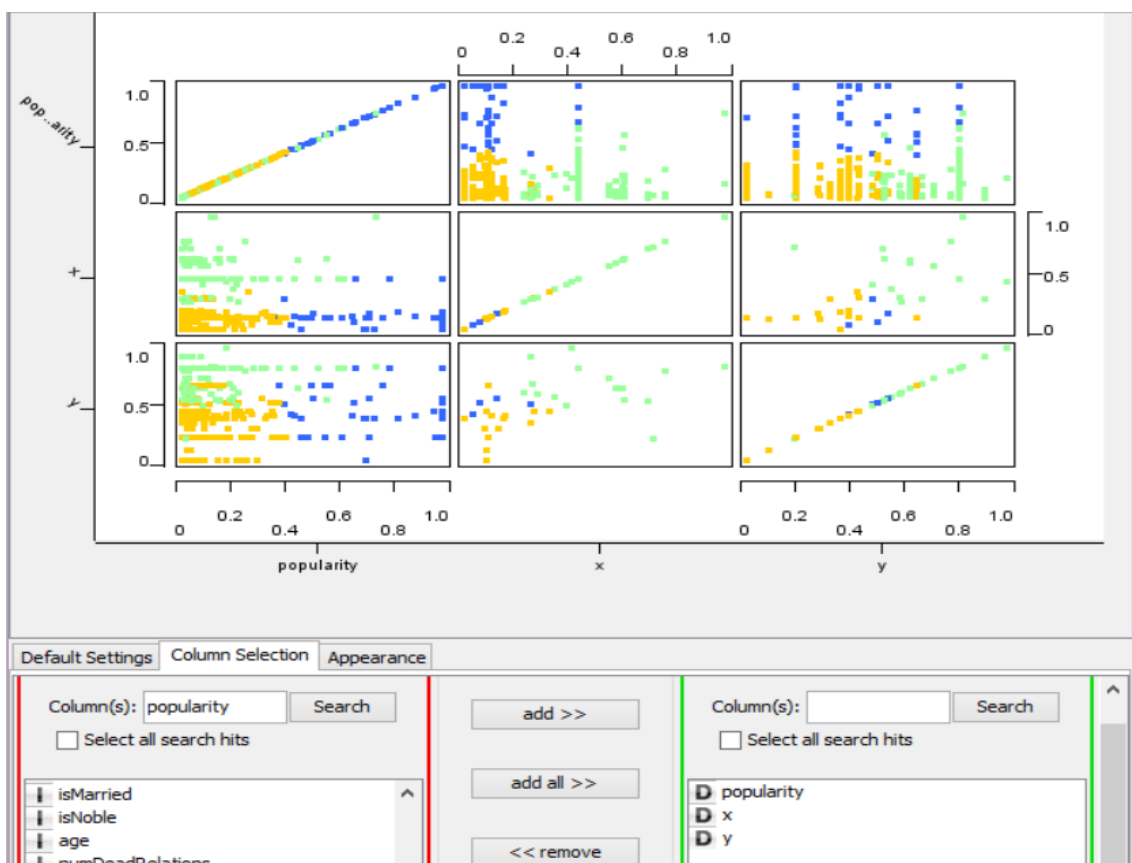 0.2 0.6 1.0
0 0.4 0.8
pop..arity
1.0
0.5
0
x
1.0
0.5
0
y
1.0
0.5
0
0.2 0.6 1.0
0 0.4 0.8
0.2 0.6 1.0
0 0.4 0.8
popularity x y
Default Settings Column Selection Appearance
Column(s): popularity Search
Select all search hits
add >>
Column(s): Search
Select all search hits
add all >>
I isMarried
I isNoble
I age
numDeadRelations
<< remove
D popularity
D x
D y